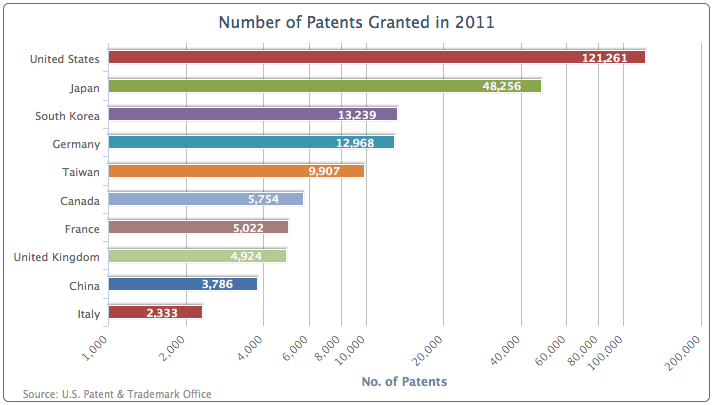 Number of Patents Granted in 2011
United States 121,261
Japan 48,256
South Korea 13,239
Germany 12,968
Taiwan 9,907
Canada 5,754
France 5,022
United Kingdom 4,924
China 3,786
Italy 2,333
1,000 2,000 4,000 6,000 8,000 10,000 20,000 40,000 60,000 80,000 100,000 200,000
No. of Patents
Source: U.S. Patent & Trademark Office